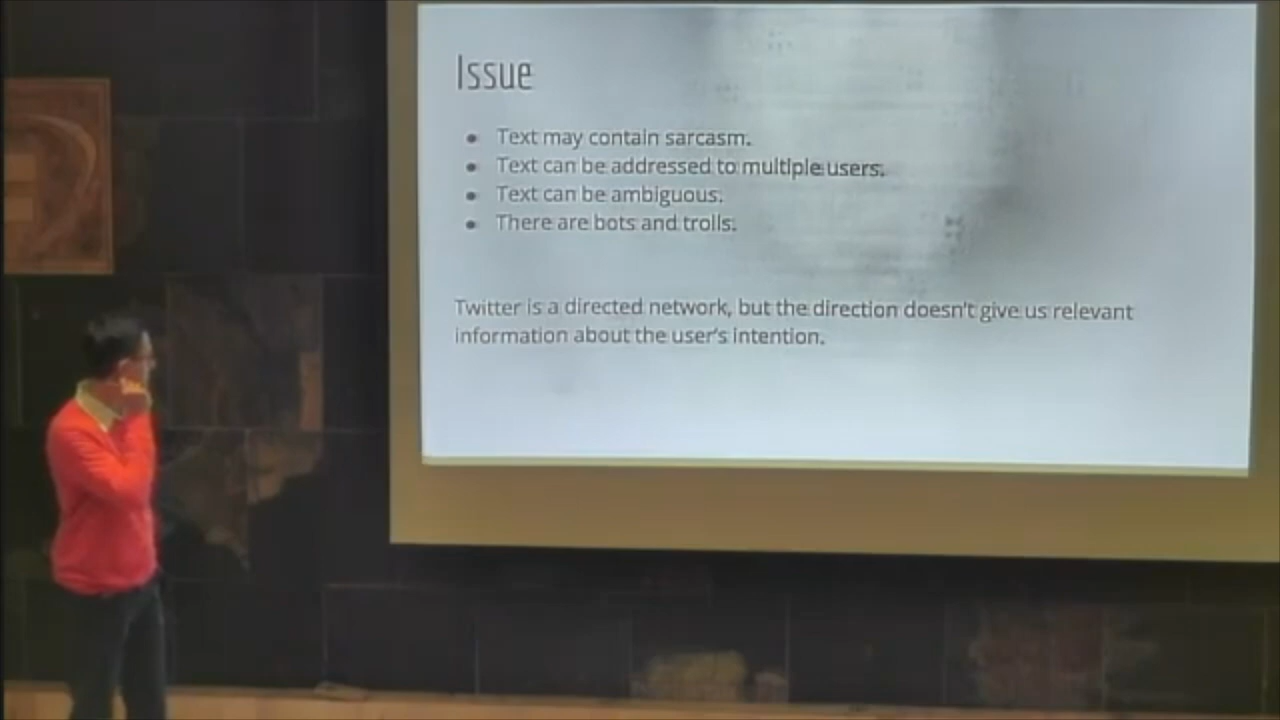 Issue
• Text may contain sarcasm.
• Text can be addressed to multiple users.
• Text can be ambiguous.
• There are bots and trolls.
Twitter is a directed network, but the direction doesn't give us relevant
information about the user's intention.